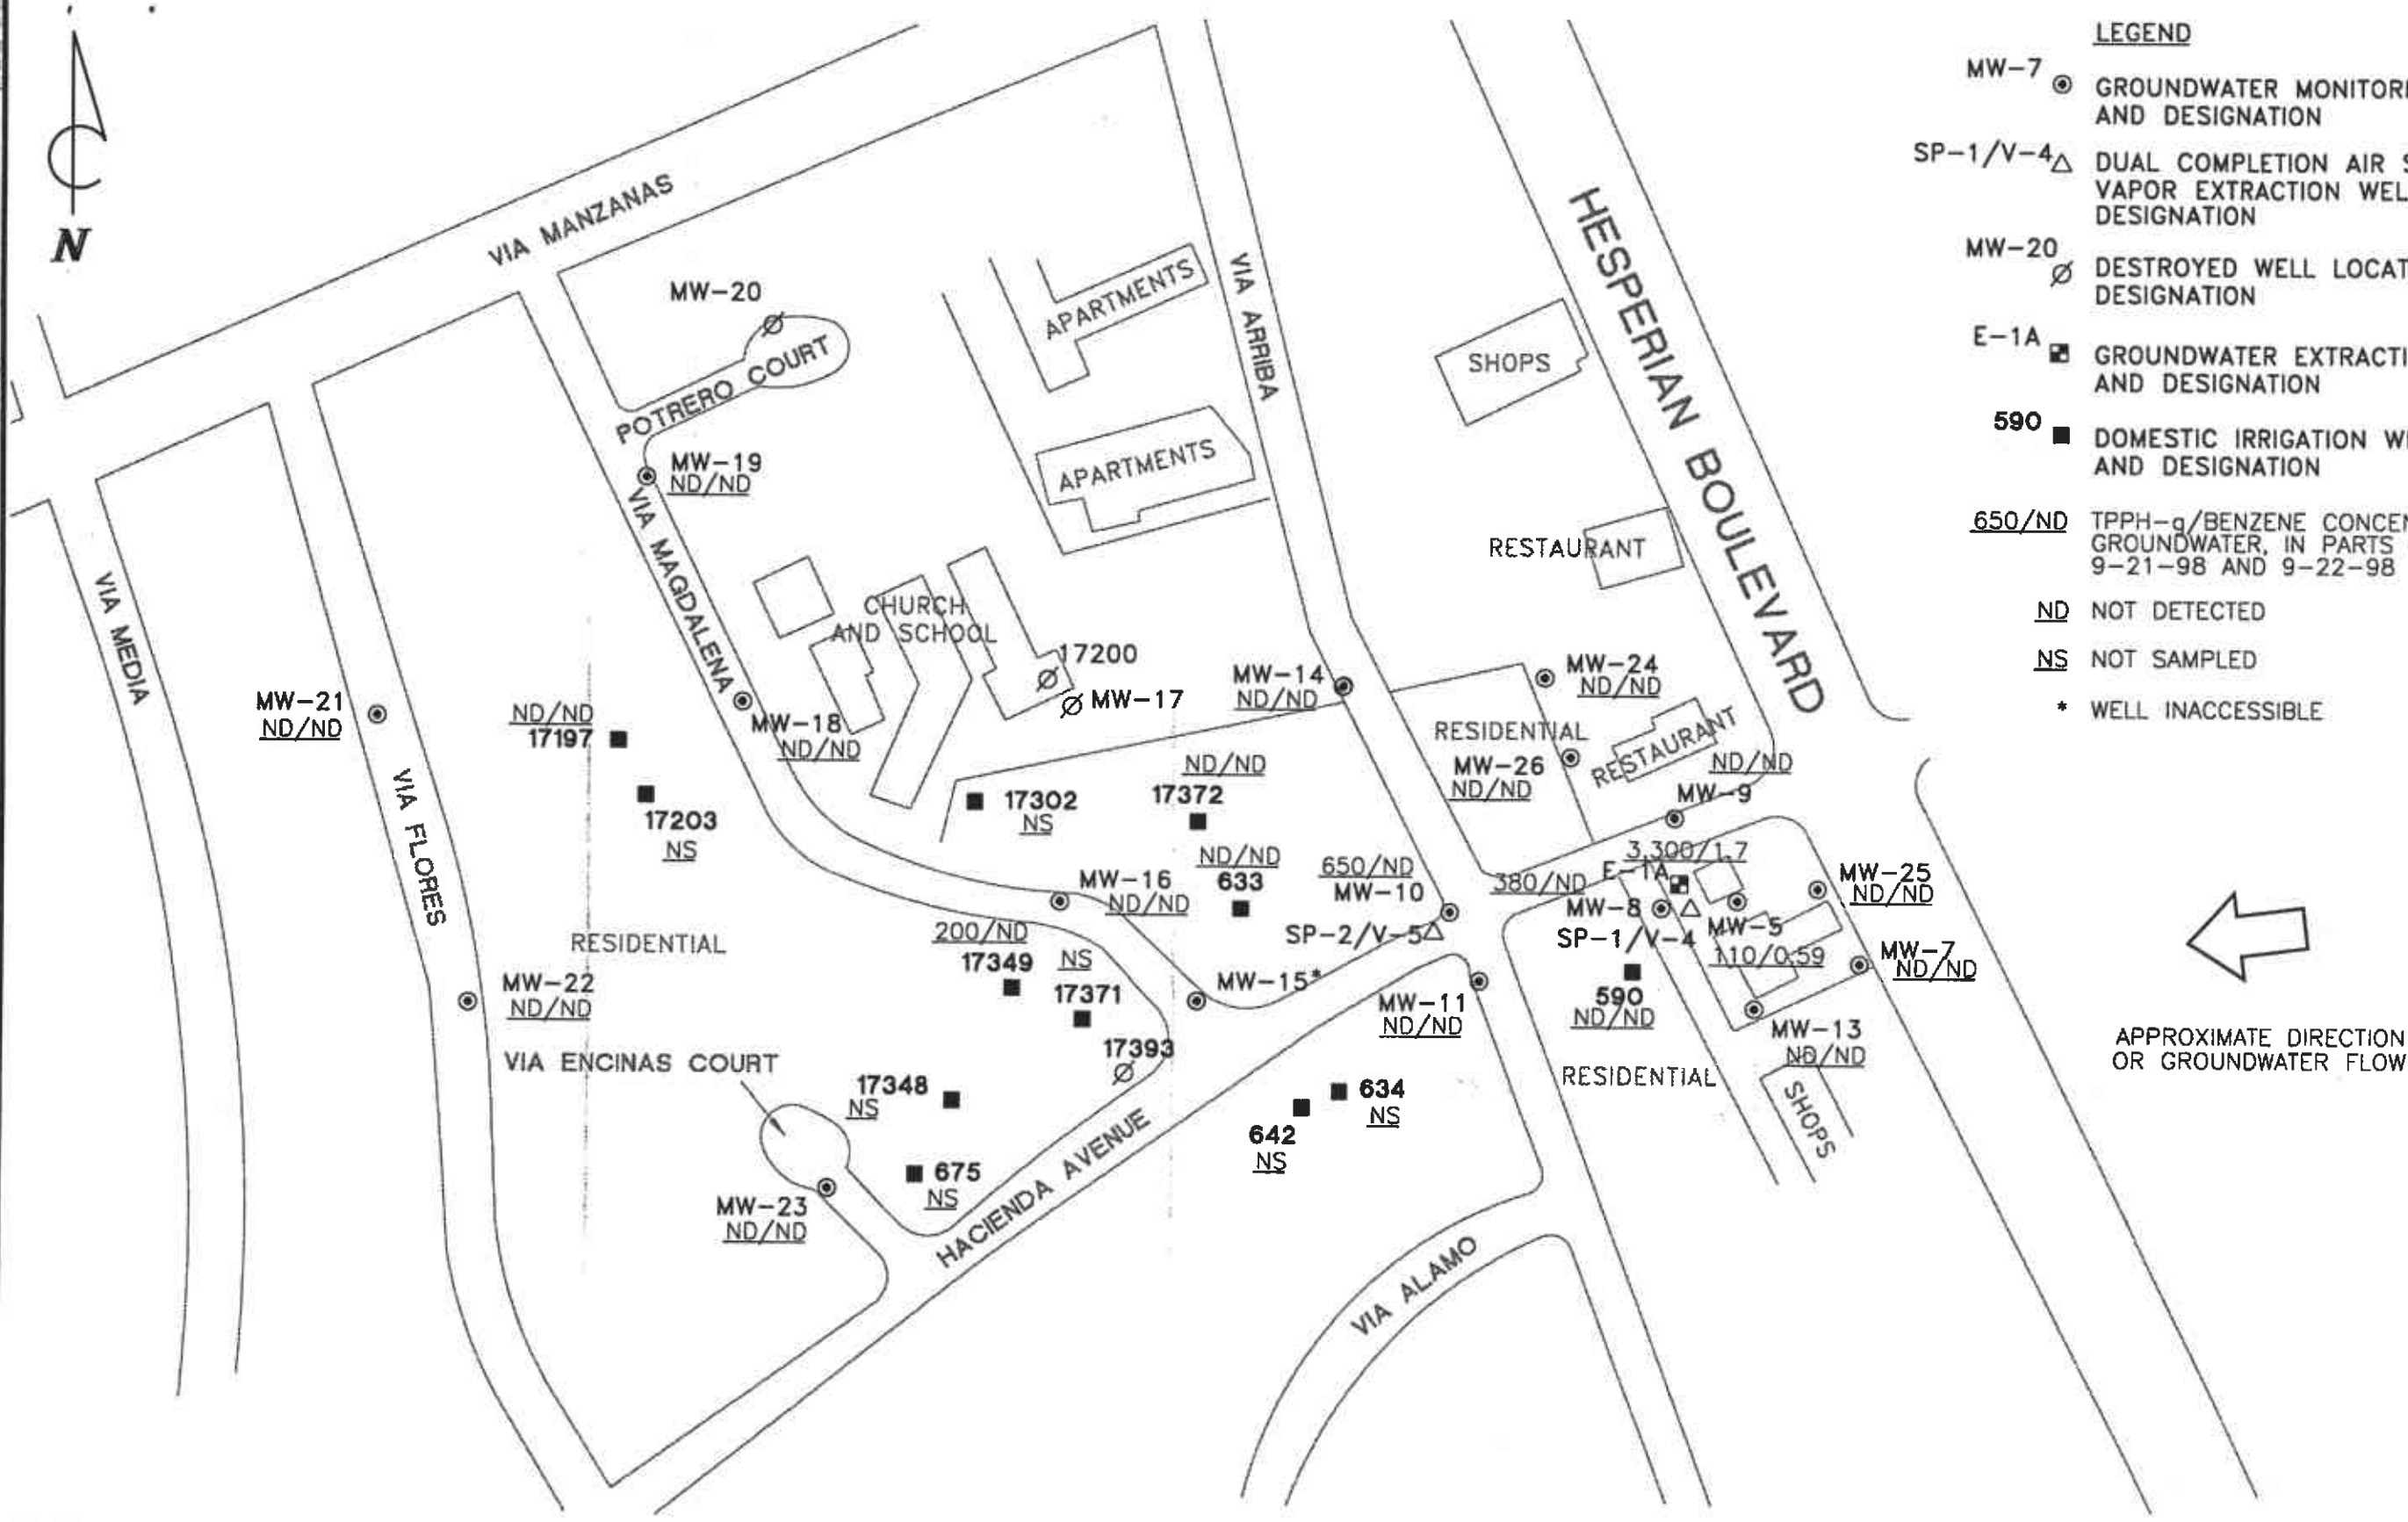 LEGEND
MW-7
GROUNDWATER MONITORI
AND DESIGNATION
SP-1/V-4
DUAL COMPLETION AIR S
VAPOR EXTRACTION WEL
DESIGNATION
MW-20
DESTROYED WELL LOCAT
DESIGNATION
E-1A
GROUNDWATER EXTRACTI
AND DESIGNATION
590
DOMESTIC IRRIGATION WE
AND DESIGNATION
650/ND
TPPH-g/BENZENE CONCEN
GROUNDWATER, IN PARTS
9-21-98 AND 9-22-98
ND NOT DETECTED
NS NOT SAMPLED
* WELL INACCESSIBLE
N
VIA MANZANAS
MW-20
POTRERO COURT
APARTMENTS
VIA ARRIBA
HESPERIAN BOULEVARD
SHOPS
MW-19
ND/ND
APARTMENTS
VIA MAGDALENA
RESTAURANT
VIA MEDIA
CHURCH
AND SCHOOL
17200
MW-17
MW-14
ND/ND
MW-24
ND/ND
MW-21
ND/ND
ND/ND
17197
MW-18
ND/ND
RESIDENTIAL
MW-26
ND/ND
RESTAURANT
ND/ND
MW-9
VIA FLORES
17203
NS
17302
NS
ND/ND
17372
ND/ND
633
650/ND
MW-10
380/ND
3,300/1.7
E-1A
MW-25
ND/ND
MW-16
ND/ND
MW-8
SP-2/V-5
SP-1/V-4
MW-5
110/0.59
MW-7
ND/ND
RESIDENTIAL
200/ND
17349
NS
17371
MW-15*
MW-22
ND/ND
MW-11
ND/ND
590
ND/ND
MW-13
ND/ND
APPROXIMATE DIRECTION
OR GROUNDWATER FLOW
VIA ENCINAS COURT
17393
17348
NS
634
NS
642
NS
RESIDENTIAL
SHOPS
675
NS
MW-23
ND/ND
HACIENDA AVENUE
VIA ALAMO